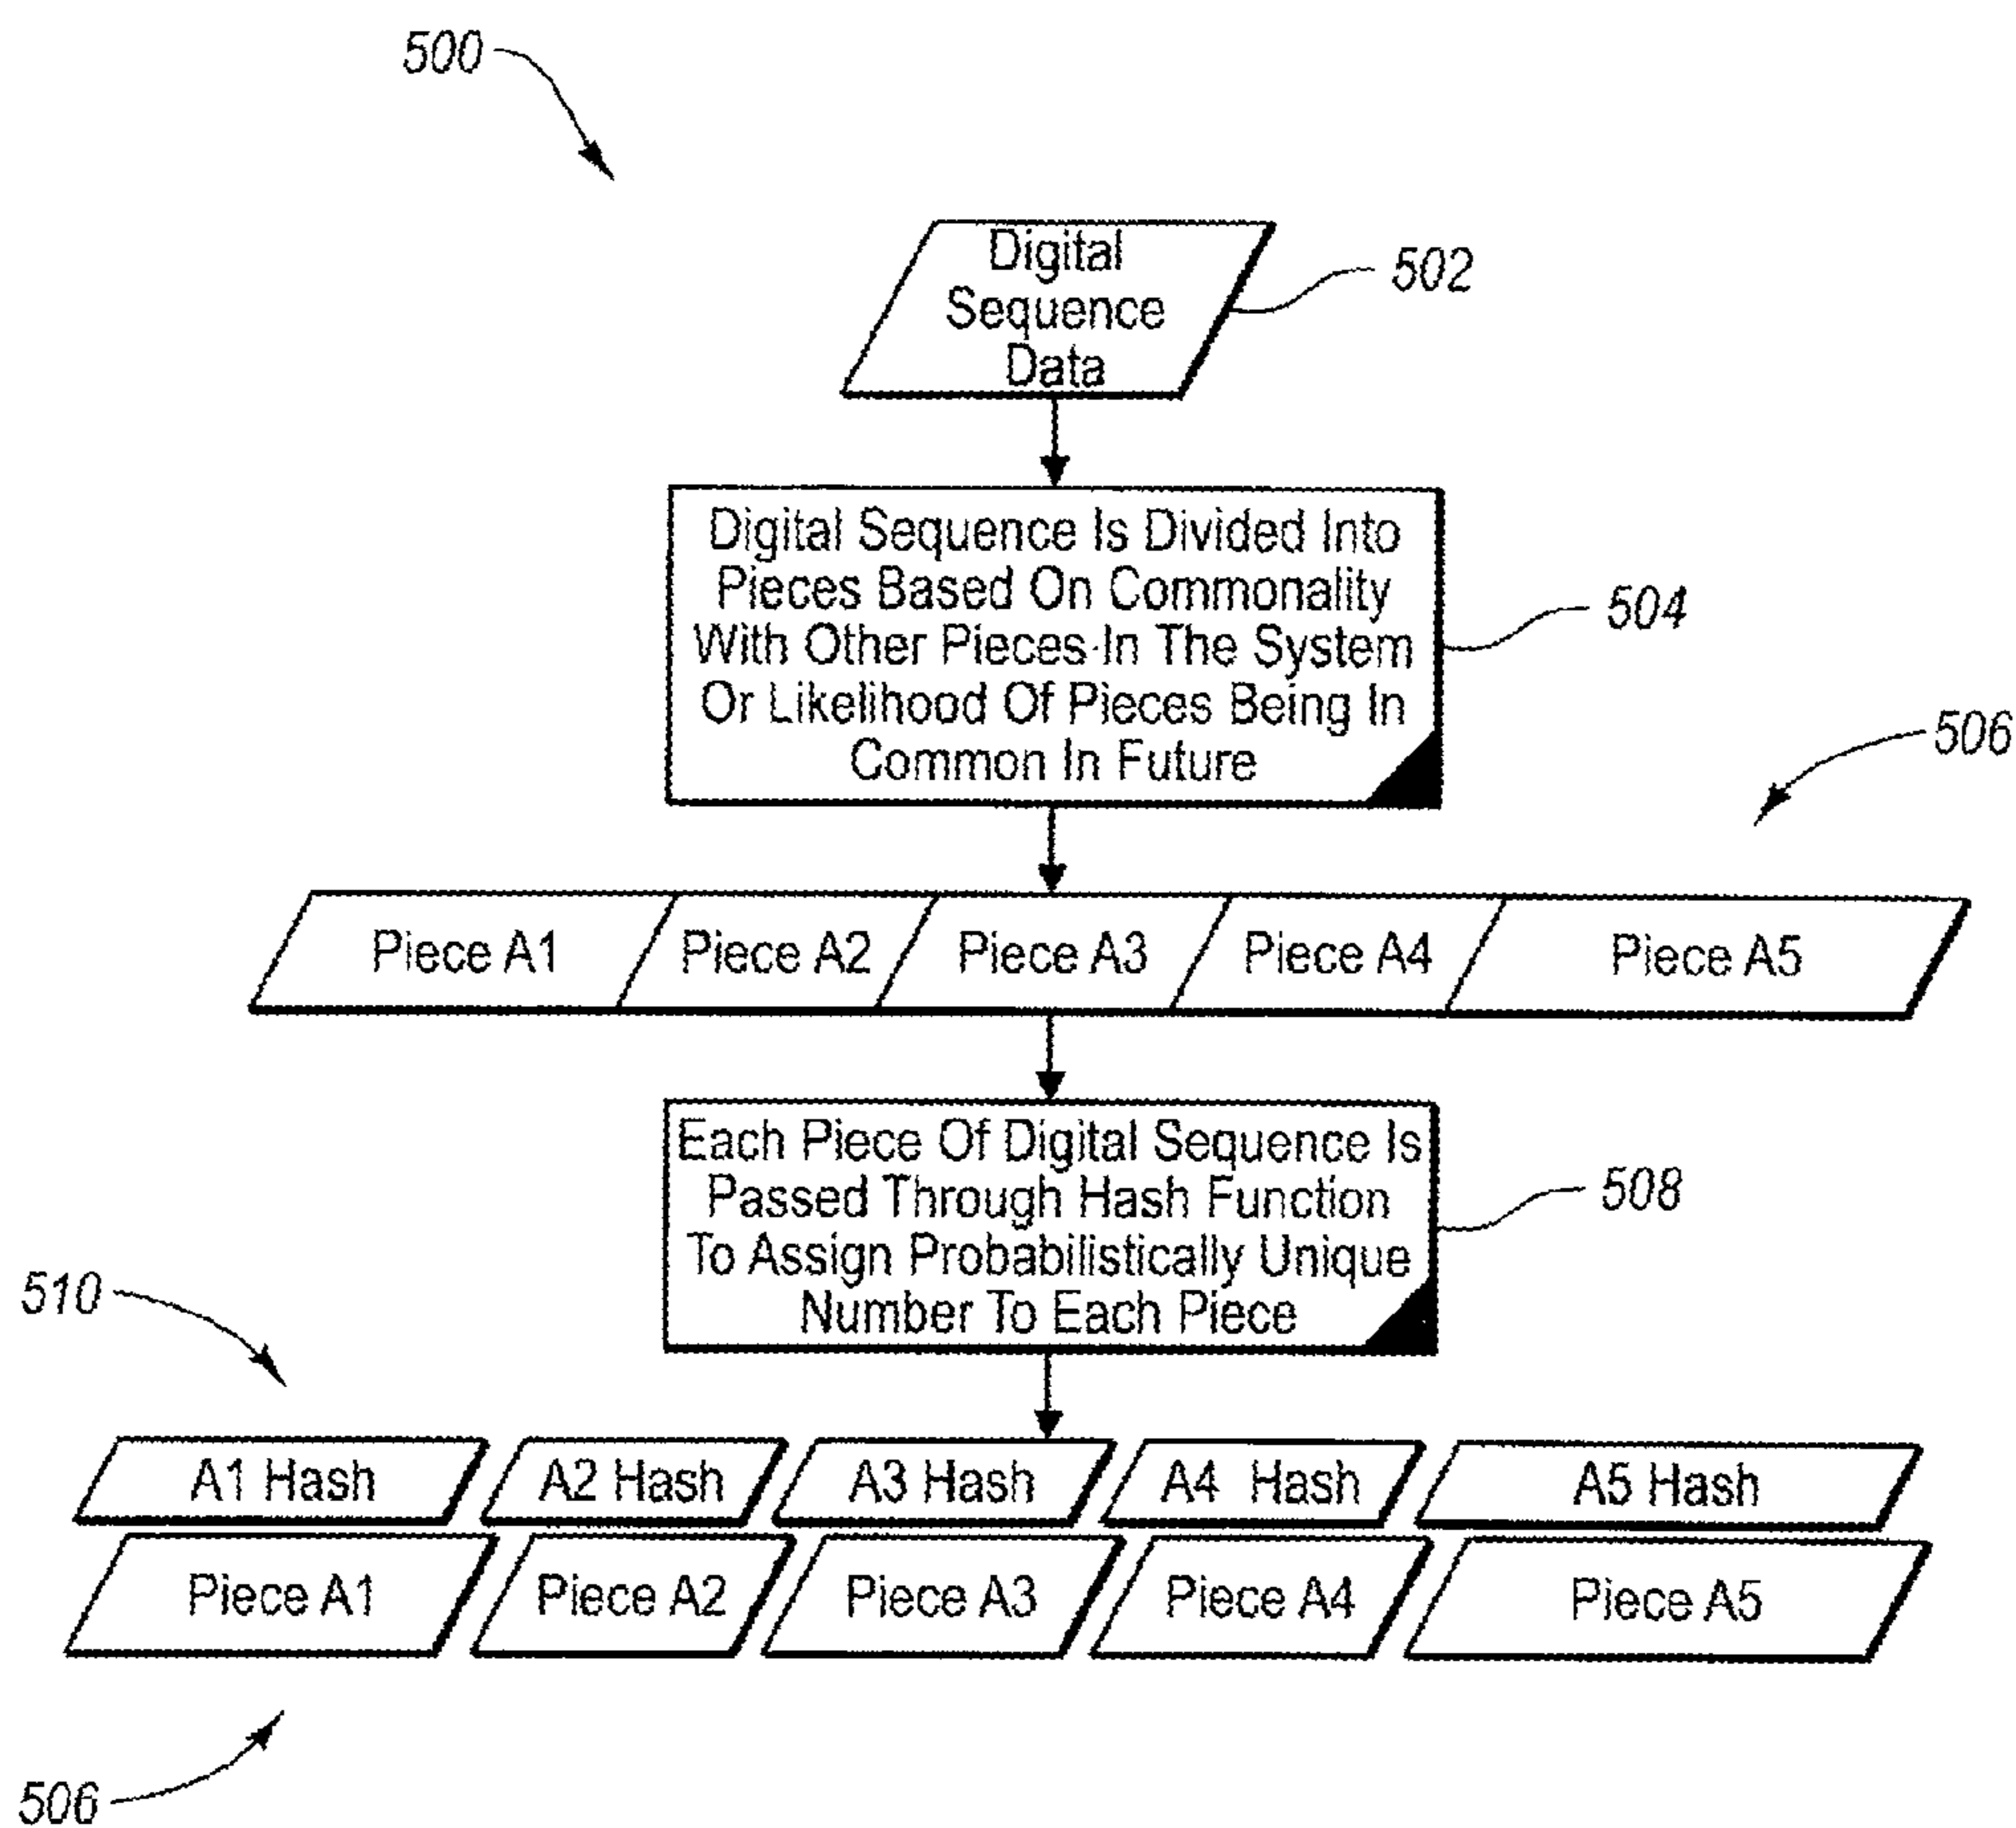 500
Digital
Sequence
Data
502
Digital Sequence Is Divided Into
Pieces Based On Commonality
With Other Pieces In The System
Or Likelihood Of Pieces Being In
Common In Future
504
506
Piece A1 Piece A2 Piece A3 Piece A4 Piece A5
Each Piece Of Digital Sequence Is
Passed Through Hash Function
To Assign Probabilistically Unique
Number To Each Piece
508
510
A1 Hash A2 Hash A3 Hash A4 Hash A5 Hash
Piece A1 Piece A2 Piece A3 Piece A4 Piece A5
506